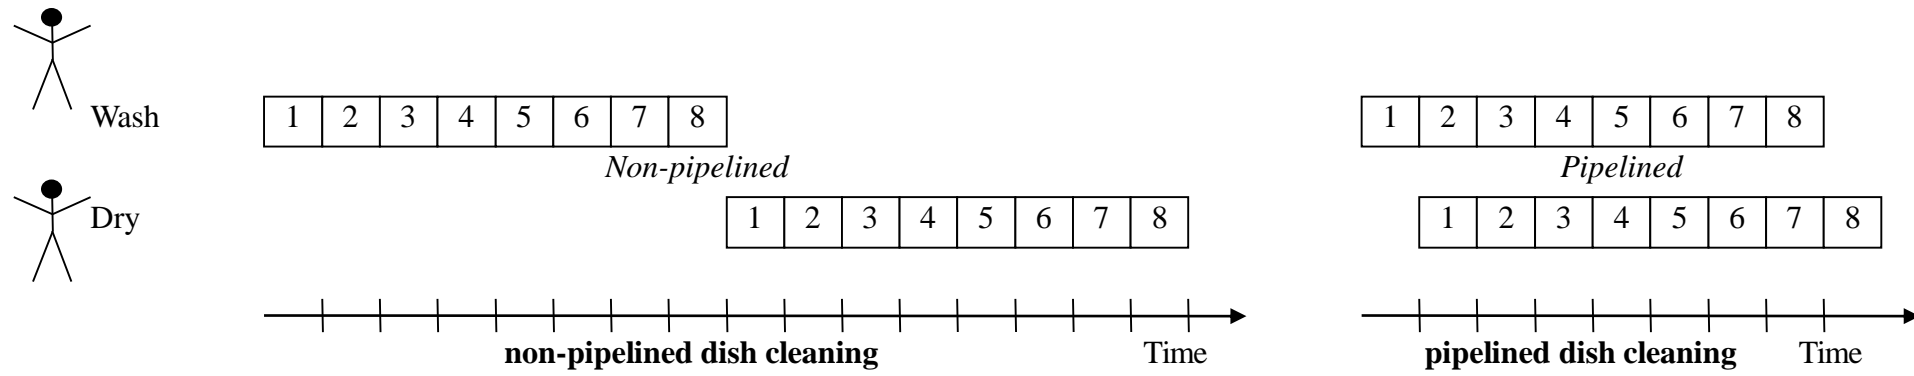 Wash 1 2 3 4 5 6 7 8 1 2 3 4 5 6 7 8
Non-pipelined Pipelined
Dry 1 2 3 4 5 6 7 8 1 2 3 4 5 6 7 8
non-pipelined dish cleaning Time pipelined dish cleaning Time